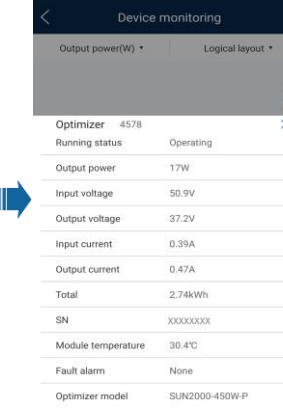 Device monitoring
Output power(W) Logical layout
Optimizer 4578
Running status Operating
Output power 17W
Input voltage 50.9V
Output voltage 37.2V
Input current 0.39A
Output current 0.47A
Total 2.74kWh
SN XXXXXXXX
Module temperature 30.4℃
Fault alarm None
Optimizer model SUN2000-450W-P